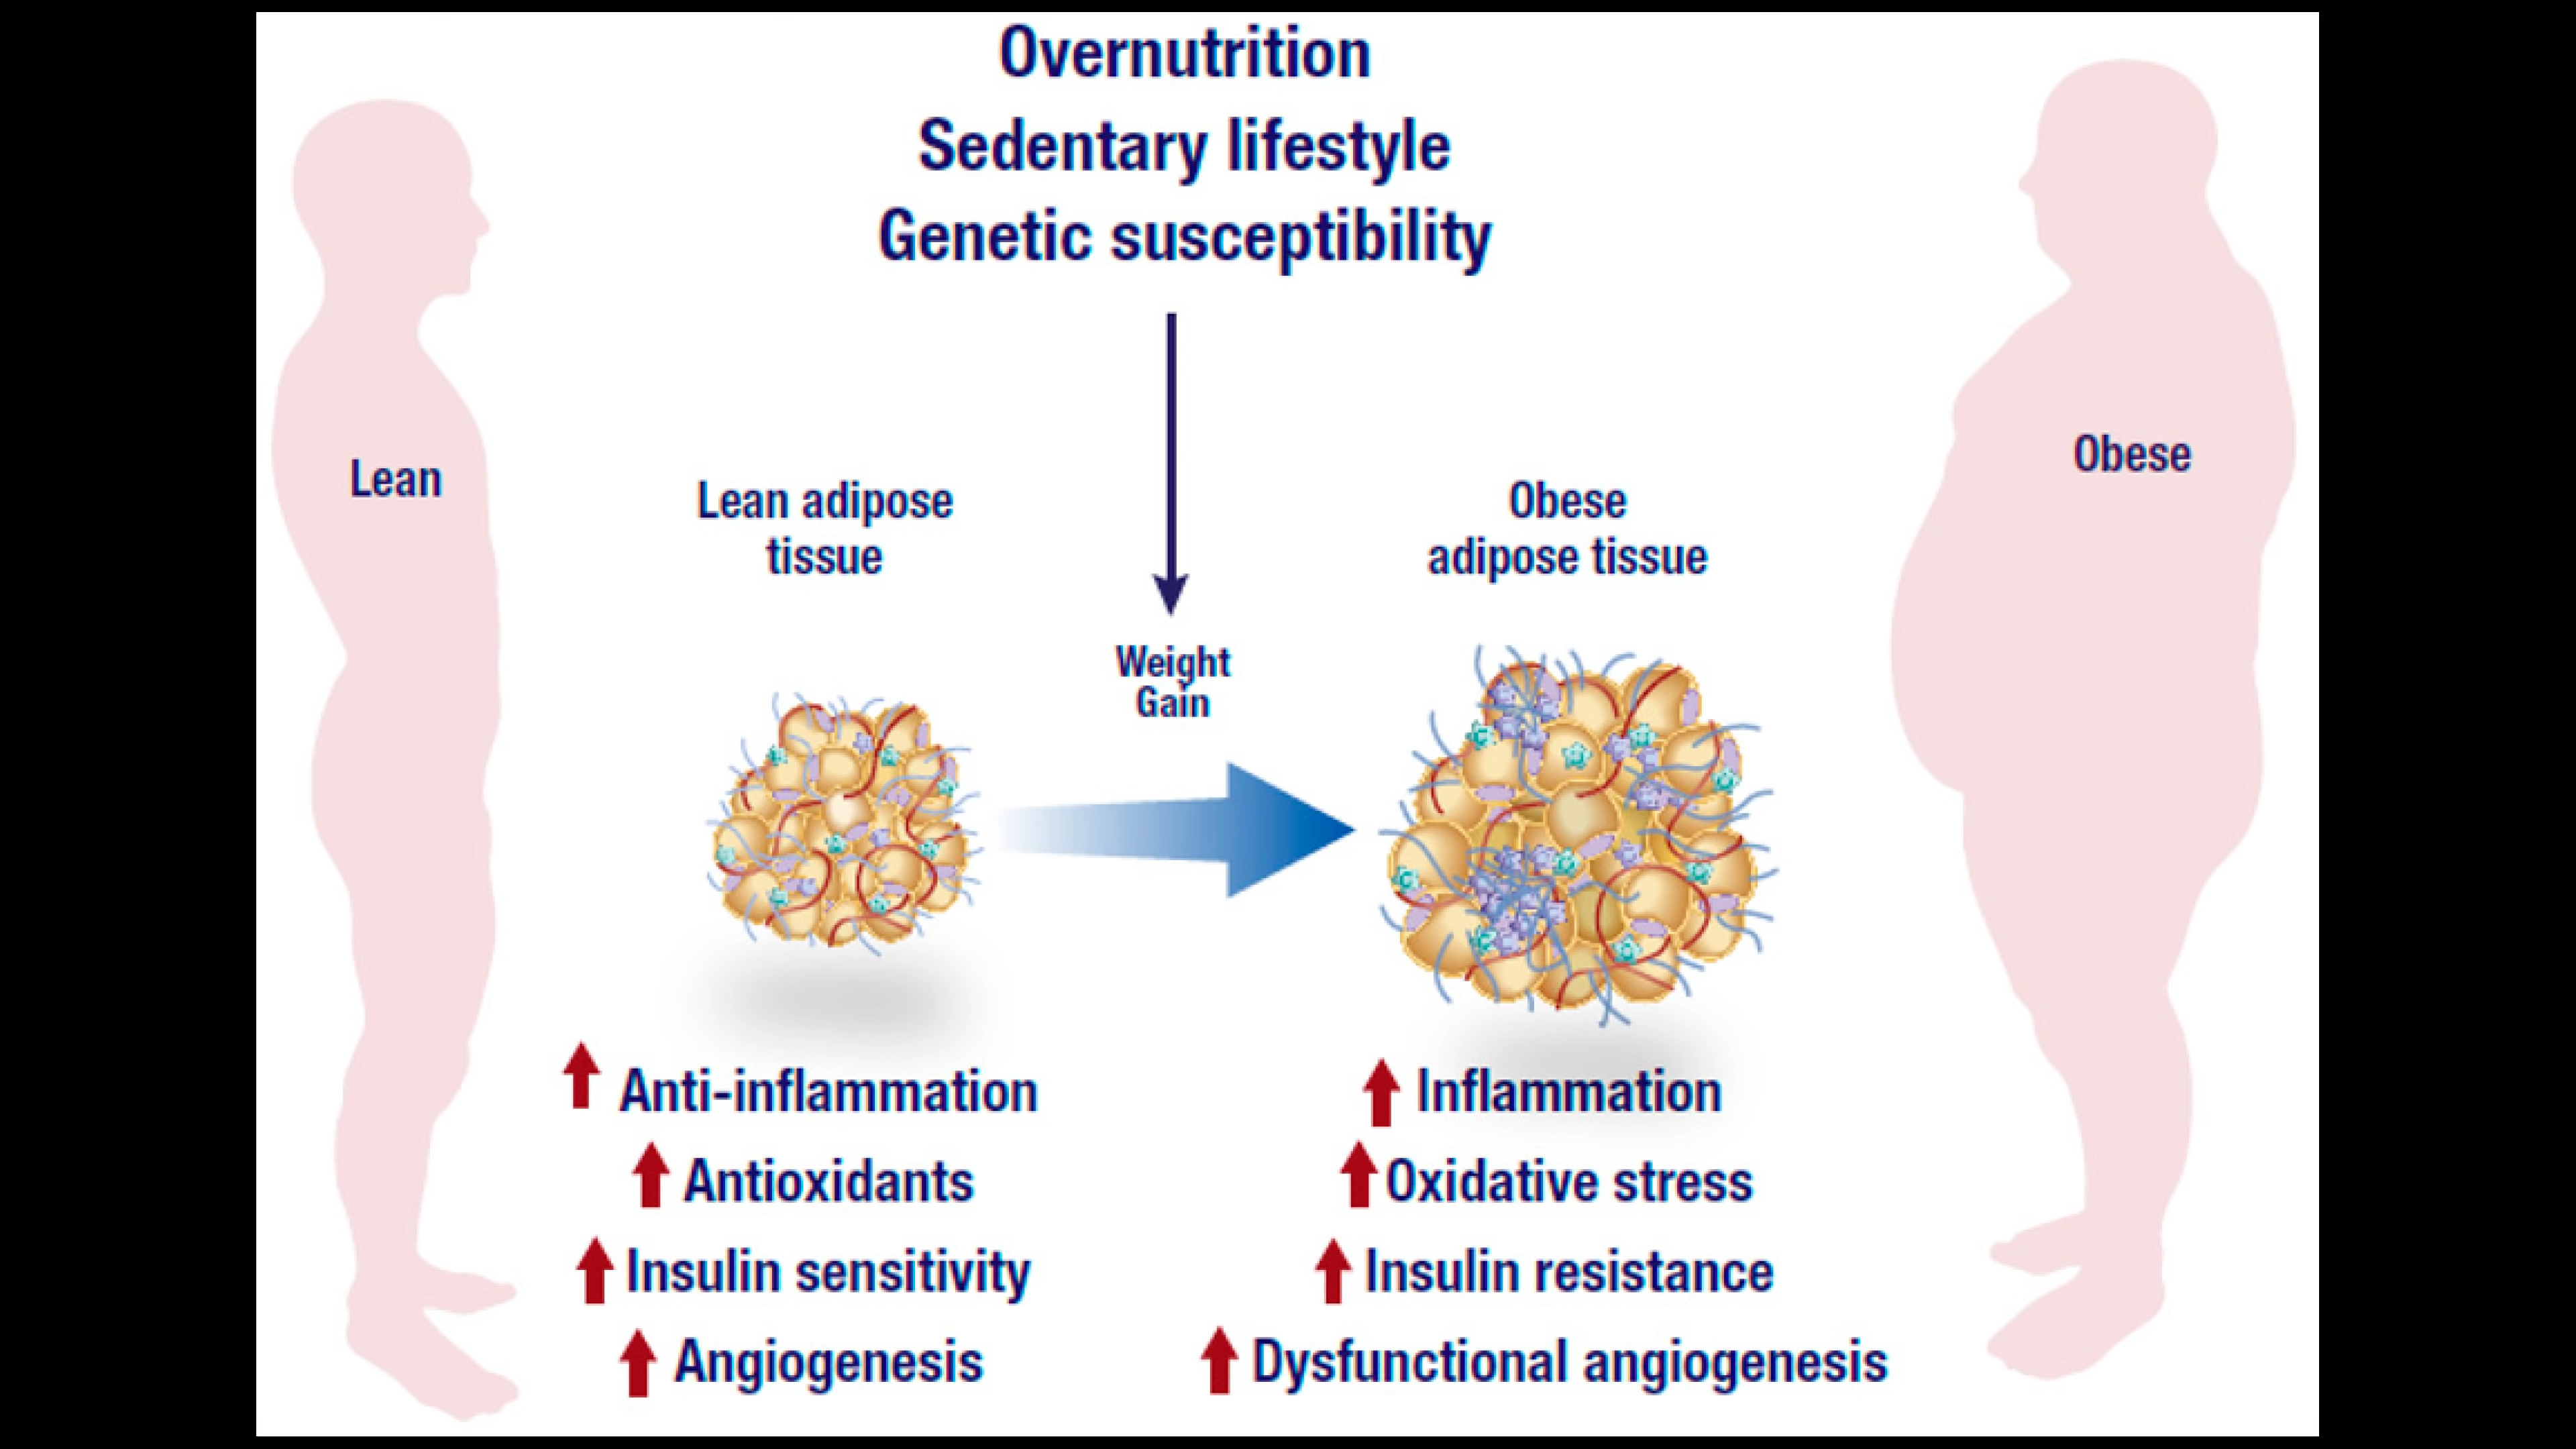 Overnutrition
Sedentary lifestyle
Genetic susceptibility
Lean
Obese
Lean adipose
tissue
Obese
adipose tissue
Weight
Gain
Anti-inflammation
Antioxidants
Insulin sensitivity
Angiogenesis
Inflammation
Oxidative stress
Insulin resistance
Dysfunctional angiogenesis